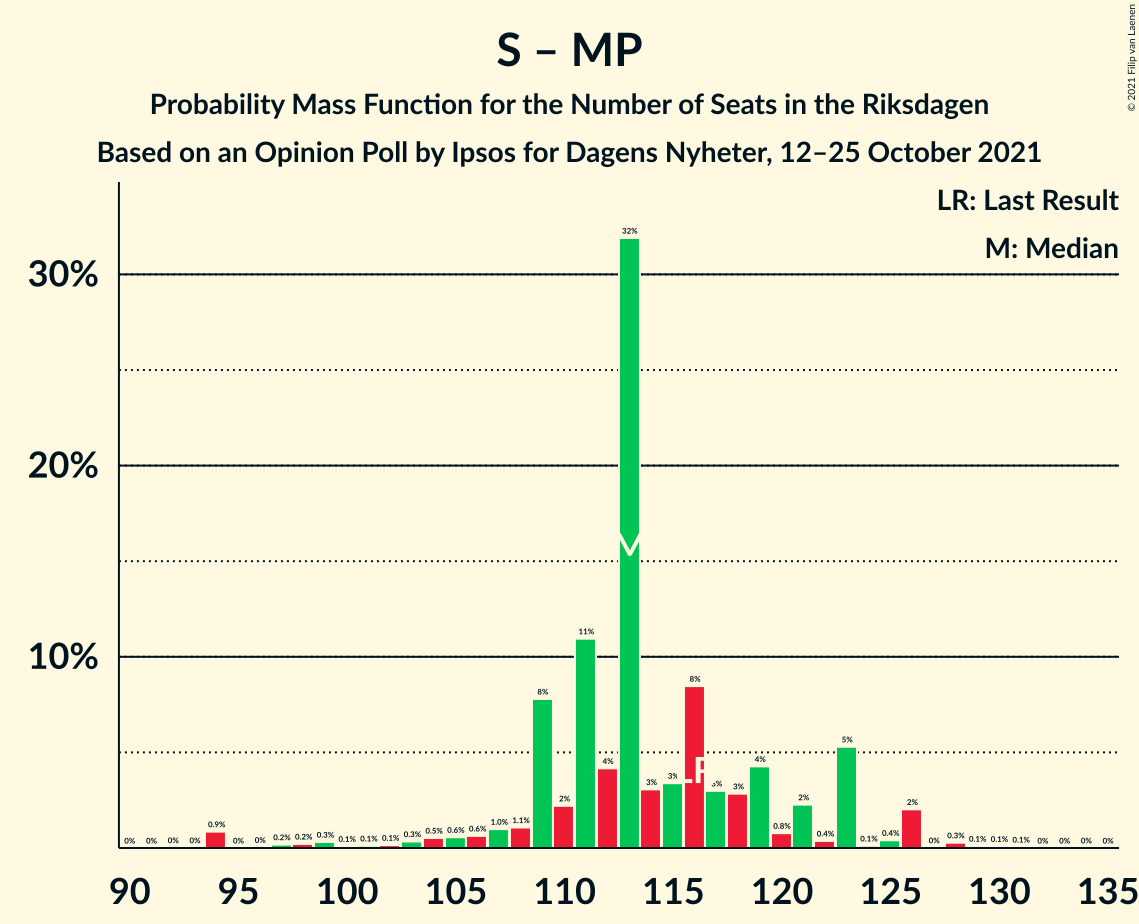 S – MP
Probability Mass Function for the Number of Seats in the Riksdagen
Based on an Opinion Poll by Ipsos for Dagens Nyheter, 12–25 October 2021
© 2021 Filip van Laenen
LR: Last Result
M: Median
30%
20%
10%
0% 0% 0% 0% 0.9% 0% 0% 0.2% 0.2% 0.3% 0.1% 0.1% 0.1% 0.3% 0.5% 0.6% 0.6% 1.0% 1.1% 8% 2% 11% 4% 32% 3% 3% 8% 3% 3% 4% 0.8% 2% 0.4% 5% 0.1% 0.4% 2% 0% 0.3% 0.1% 0.1% 0.1% 0% 0% 0% 0%
90 95 100 105 110 115 120 125 130 135